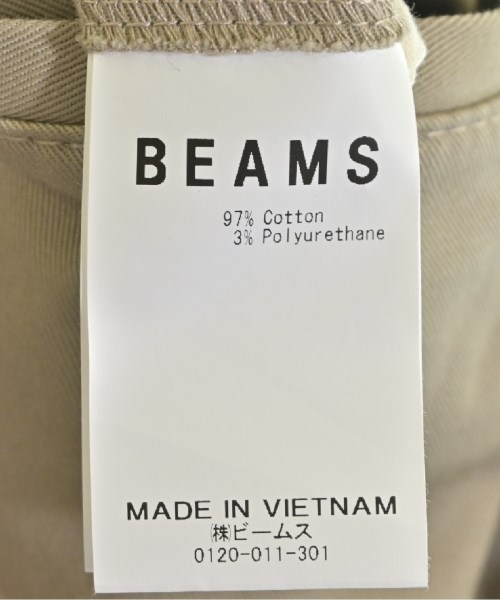 BEAMS
97% Cotton
3% Polyurethane
MADE IN VIETNAM
㈱ビームス
0120-011-301